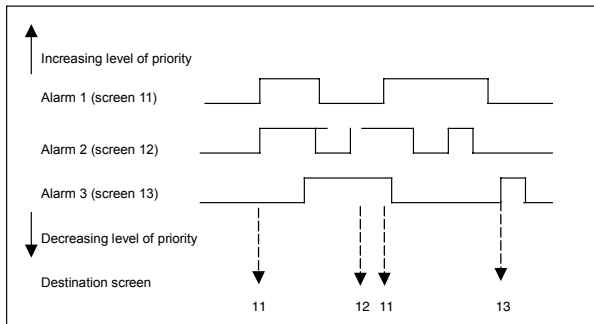 Increasing level of priority
Alarm 1 (screen 11)
Alarm 2 (screen 12)
Alarm 3 (screen 13)
Decreasing level of priority
Destination screen
11 12 11 13